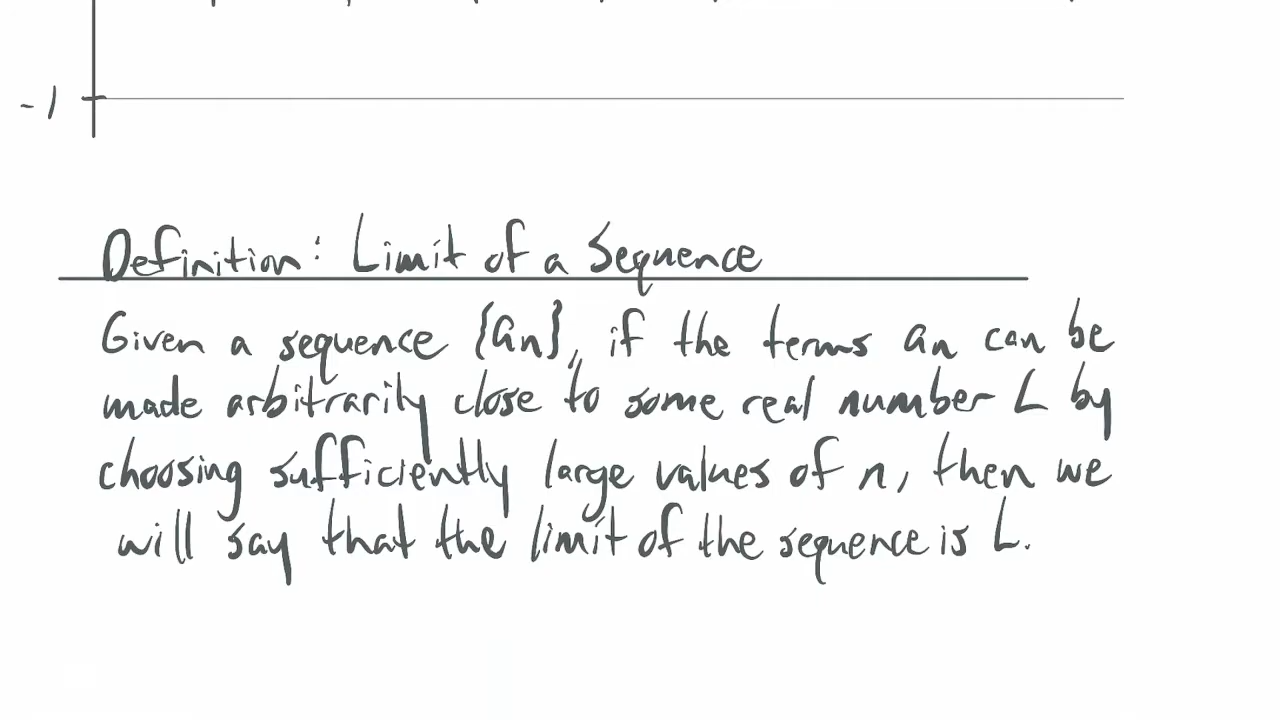 -1
Definition: Limit of a Sequence
Given a sequence {an}, if the terms an can be
made arbitrarily close to some real number L by
choosing sufficiently large values of n, then we
will say that the limit of the sequence is L.